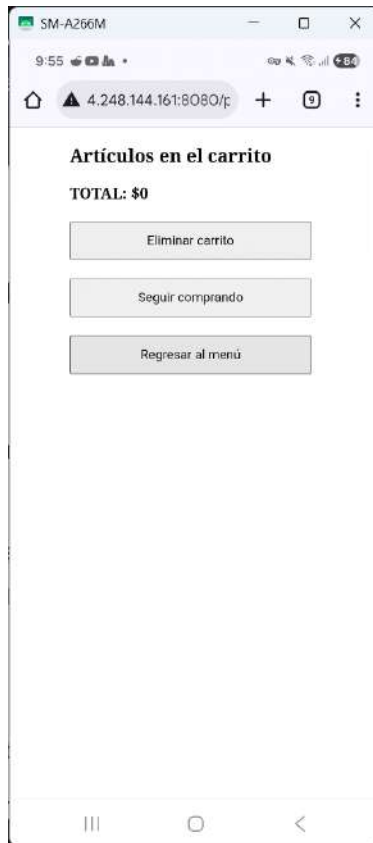 SM-A266M
9:55
84
4.248.144.161:8080/p
9
Artículos en el carrito
TOTAL: $0
Eliminar carrito
Seguir comprando
Regresar al menú